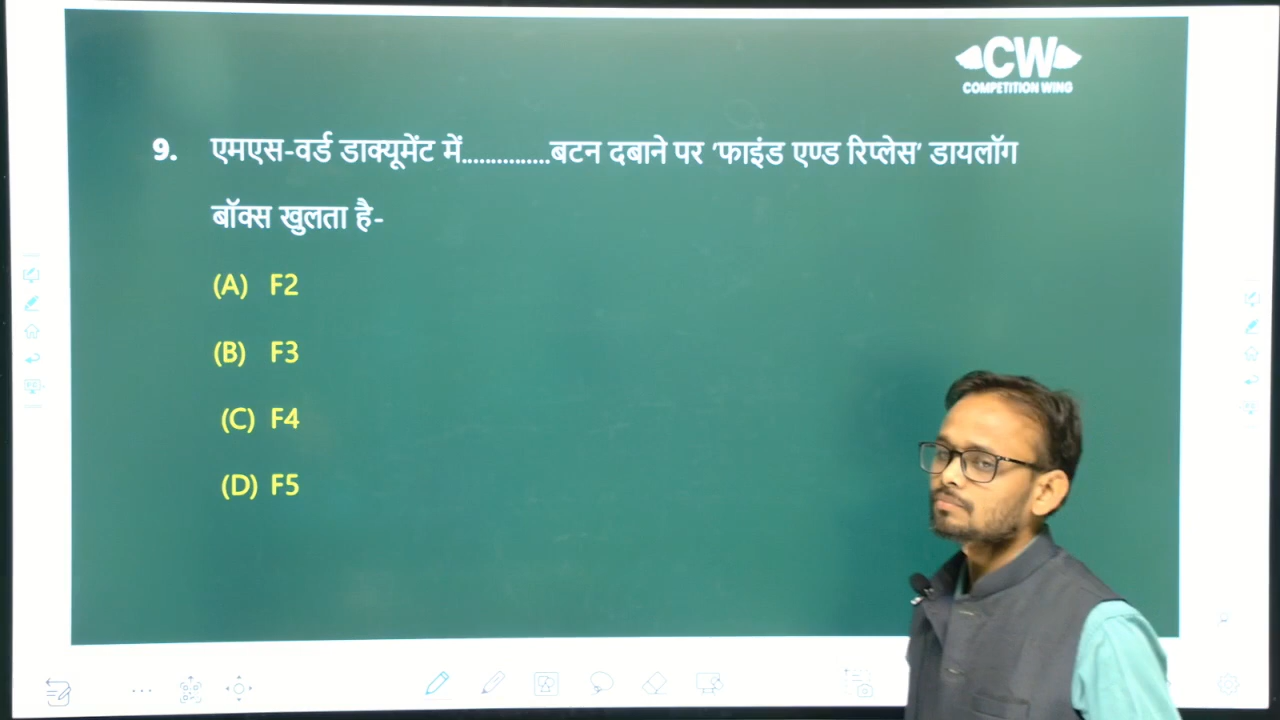 CW
COMPETITION WING
9. एमएस-वर्ड डाक्यूमेंट में...............बटन दबाने पर 'फाइंड एण्ड रिप्लेस' डायलॉग
बॉक्स खुलता है-
(A) F2
(B) F3
(C) F4
(D) F5